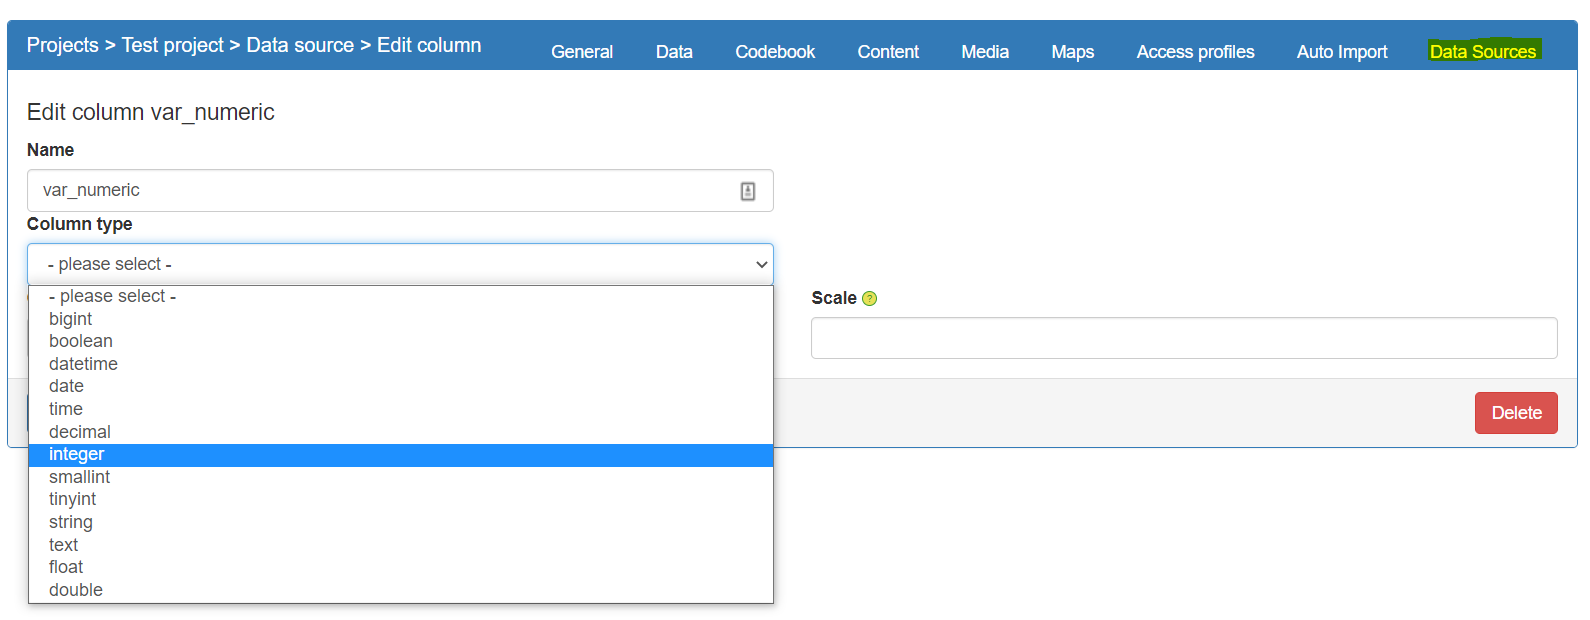 Projects > Test project > Data source > Edit column
General Data Codebook Content Media Maps Access profiles Auto Import Data Sources
Edit column var_numeric
Name
var_numeric
Column type
- please select -
- please select -
bigint
boolean
datetime
date
time
decimal
integer
smallint
tinyint
string
text
float
double
Scale ?
Delete